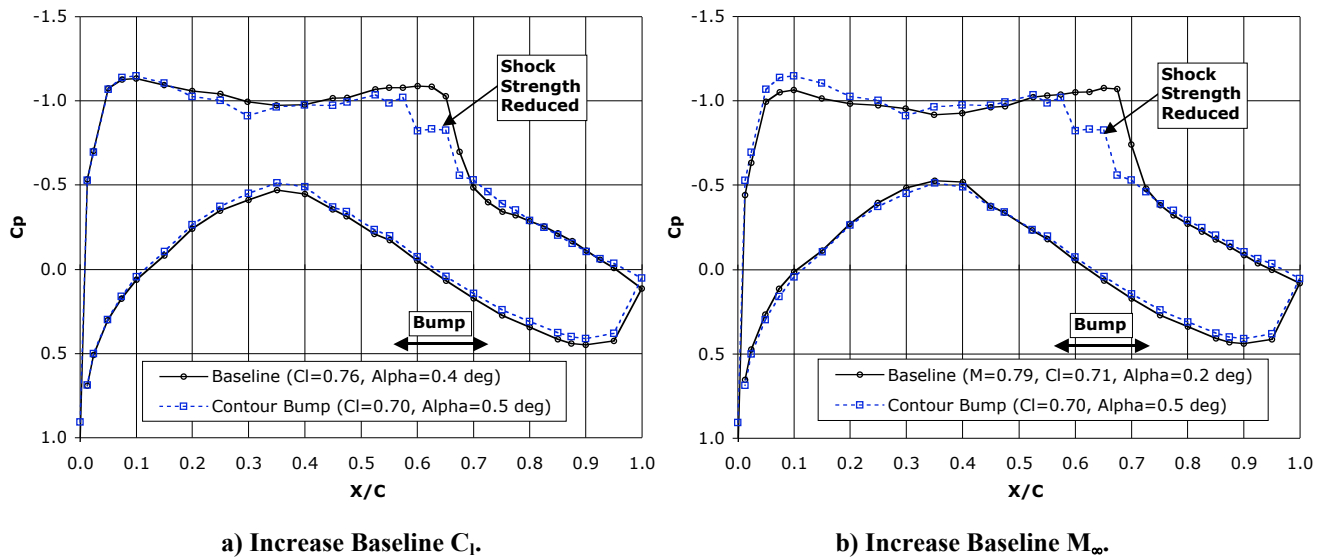 -1.5
-1.0
-0.5
0.0
0.5
1.0
Cp
0.0 0.1 0.2 0.3 0.4 0.5 0.6 0.7 0.8 0.9 1.0
X/C
Shock
Strength
Reduced
Bump
Baseline (Cl=0.76, Alpha=0.4 deg)
Contour Bump (Cl=0.70, Alpha=0.5 deg)
a) Increase Baseline Cl.
-1.5
-1.0
-0.5
0.0
0.5
1.0
Cp
0.0 0.1 0.2 0.3 0.4 0.5 0.6 0.7 0.8 0.9 1.0
X/C
Shock
Strength
Reduced
Bump
Baseline (M=0.79, Cl=0.71, Alpha=0.2 deg)
Contour Bump (Cl=0.70, Alpha=0.5 deg)
b) Increase Baseline M∞.